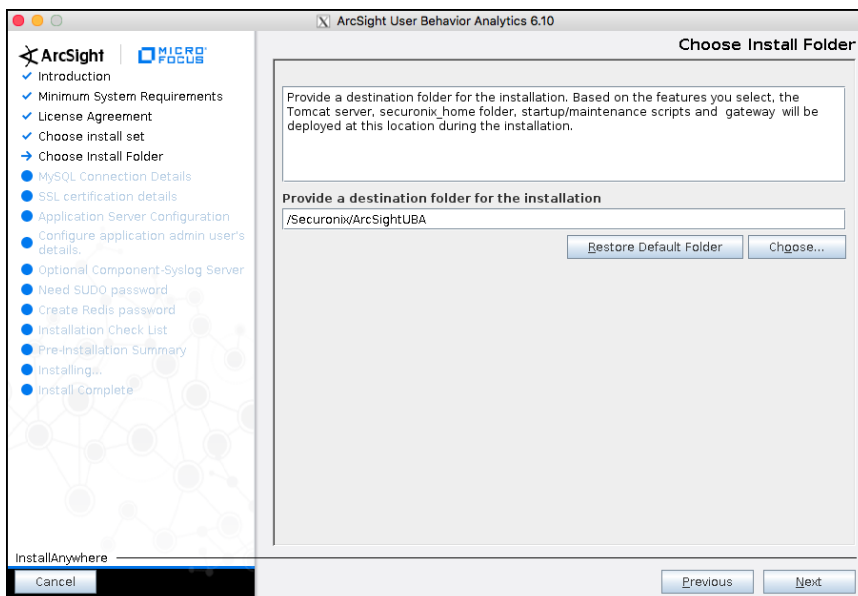 ArcSight User Behavior Analytics 6.10
ArcSight
MICRO
FOCUS
Choose Install Folder
Introduction
Minimum System Requirements
License Agreement
Choose install set
Choose Install Folder
MySQL Connection Details
SSL certification details
Application Server Configuration
Configure application admin user's
details.
Optional Component-Syslog Server
Need SUDO password
Create Redis password
Installation Check List
Pre-Installation Summary
Installing...
Install Complete
Provide a destination folder for the installation. Based on the features you select, the
Tomcat server, securonix_home folder, startup/maintenance scripts and gateway will be
deployed at this location during the installation.
Provide a destination folder for the installation
/Securonix/ArcSightUBA
Restore Default Folder
Choose...
InstallAnywhere
Cancel
Previous
Next